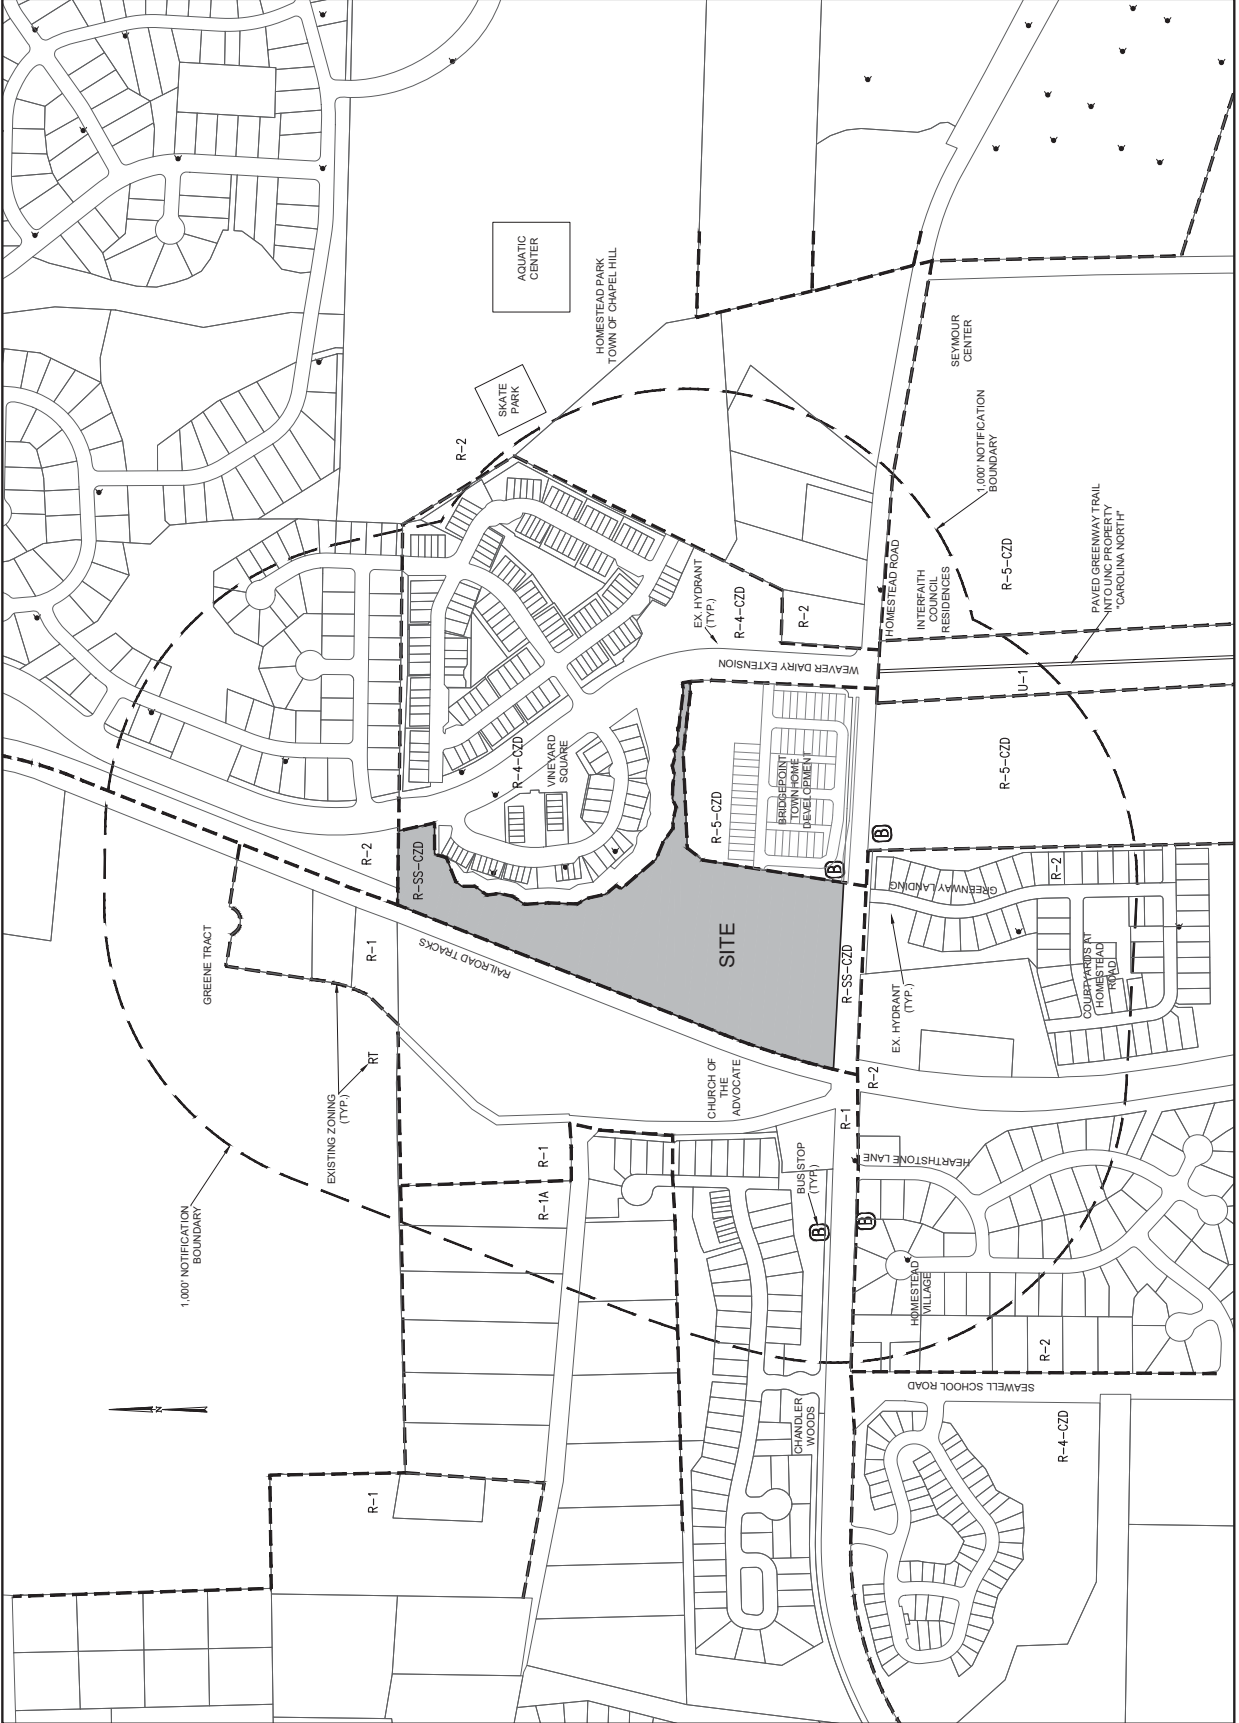 AQUATIC
CENTER
HOMESTEAD PARK
TOWN OF CHAPEL HILL
SKATE
PARK
R-2
SEYMOUR
CENTER
1,000' NOTIFICATION
BOUNDARY
PAVED GREENWAY TRAIL
INTO UNC PROPERTY
"CAROLINA NORTH"
R-5-CZD
HOMESTEAD ROAD
INTERFAITH
COUNCIL
RESIDENCES
EX. HYDRANT
(TYP.)
R-4-CZD
R-2
WEAVER DAIRY EXTENSION
U-1
R-4-CZD
VINEYARD
SQUARE
R-5-CZD
BRIDGEPOINT
TOWNHOME
DEVELOPMENT
R-5-CZD
B
B
R-2
R-SS-CZD
GREENWAY LANDING
R-2
GREENE TRACT
R-1
RAILROAD TRACKS
SITE
R-SS-CZD
EX. HYDRANT
(TYP.)
COURTYARDS AT
HOMESTEAD
ROAD
EXISTING ZONING
(TYP.)
RT
CHURCH OF
THE
ADVOCATE
R-2
R-1
1,000' NOTIFICATION
BOUNDARY
R-1
R-1A
BUS STOP
(TYP.)
HEARTHSTONE LANE
B
B
HOMESTEAD
VILLAGE
R-2
N
SEAWELL SCHOOL ROAD
CHANDLER
WOODS
R-4-CZD
R-1